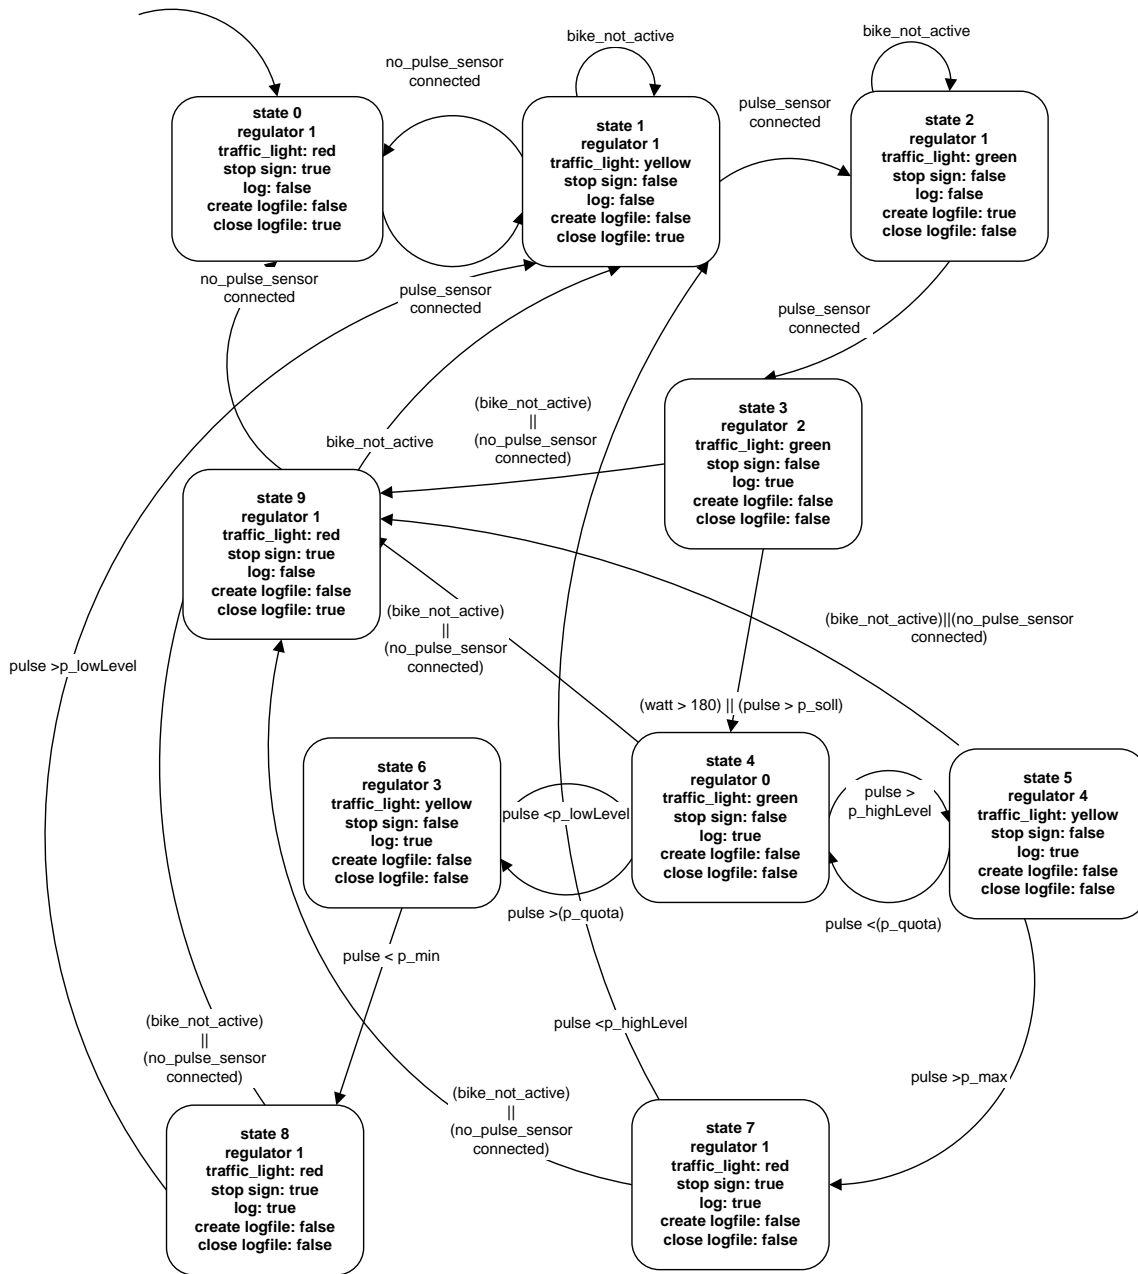 bike_not_active
bike_not_active
no_pulse_sensor
connected
pulse_sensor
connected
state 0
regulator 1
traffic_light: red
stop sign: true
log: false
create logfile: false
close logfile: true
state 1
regulator 1
traffic_light: yellow
stop sign: false
log: false
create logfile: false
close logfile: true
state 2
regulator 1
traffic_light: green
stop sign: false
log: false
create logfile: true
close logfile: false
no_pulse_sensor
connected
pulse_sensor
connected
pulse_sensor
connected
(bike_not_active)
||
(no_pulse_sensor
connected)
bike_not_active
state 3
regulator 2
traffic_light: green
stop sign: false
log: true
create logfile: false
close logfile: false
state 9
regulator 1
traffic_light: red
stop sign: true
log: false
create logfile: false
close logfile: true
(bike_not_active)
||
(no_pulse_sensor
connected)
(bike_not_active)||(no_pulse_sensor
connected)
pulse >p_lowLevel
(watt > 180) || (pulse > p_soll)
state 6
regulator 3
traffic_light: yellow
stop sign: false
log: true
create logfile: false
close logfile: false
pulse <p_lowLevel
state 4
regulator 0
traffic_light: green
stop sign: false
log: true
create logfile: false
close logfile: false
pulse >
p_highLevel
state 5
regulator 4
traffic_light: yellow
stop sign: false
log: true
create logfile: false
close logfile: false
pulse >(p_quota)
pulse <(p_quota)
pulse < p_min
(bike_not_active)
||
(no_pulse_sensor
connected)
pulse <p_highLevel
pulse >p_max
(bike_not_active)
||
(no_pulse_sensor
connected)
state 8
regulator 1
traffic_light: red
stop sign: true
log: true
create logfile: false
close logfile: false
state 7
regulator 1
traffic_light: red
stop sign: true
log: true
create logfile: false
close logfile: false